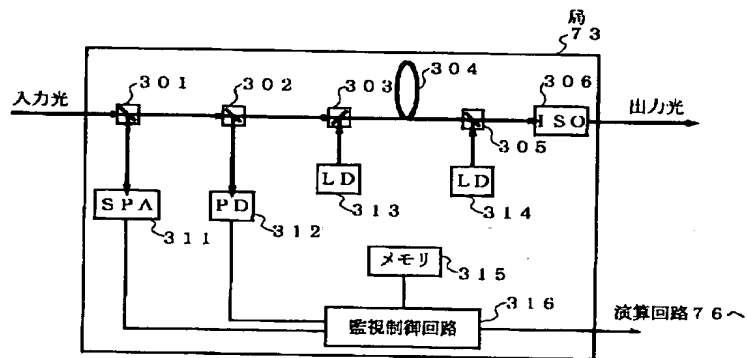 局
７３
３０１
３０２
３０３
３０４
３０６
入力光
ＩＳＯ
出力光
３０５
ＬＤ
ＬＤ
ＳＰＡ
ＰＤ
３１３
３１４
３１１
３１２
メモリ
３１５
３１６
監視制御回路
演算回路７６へ